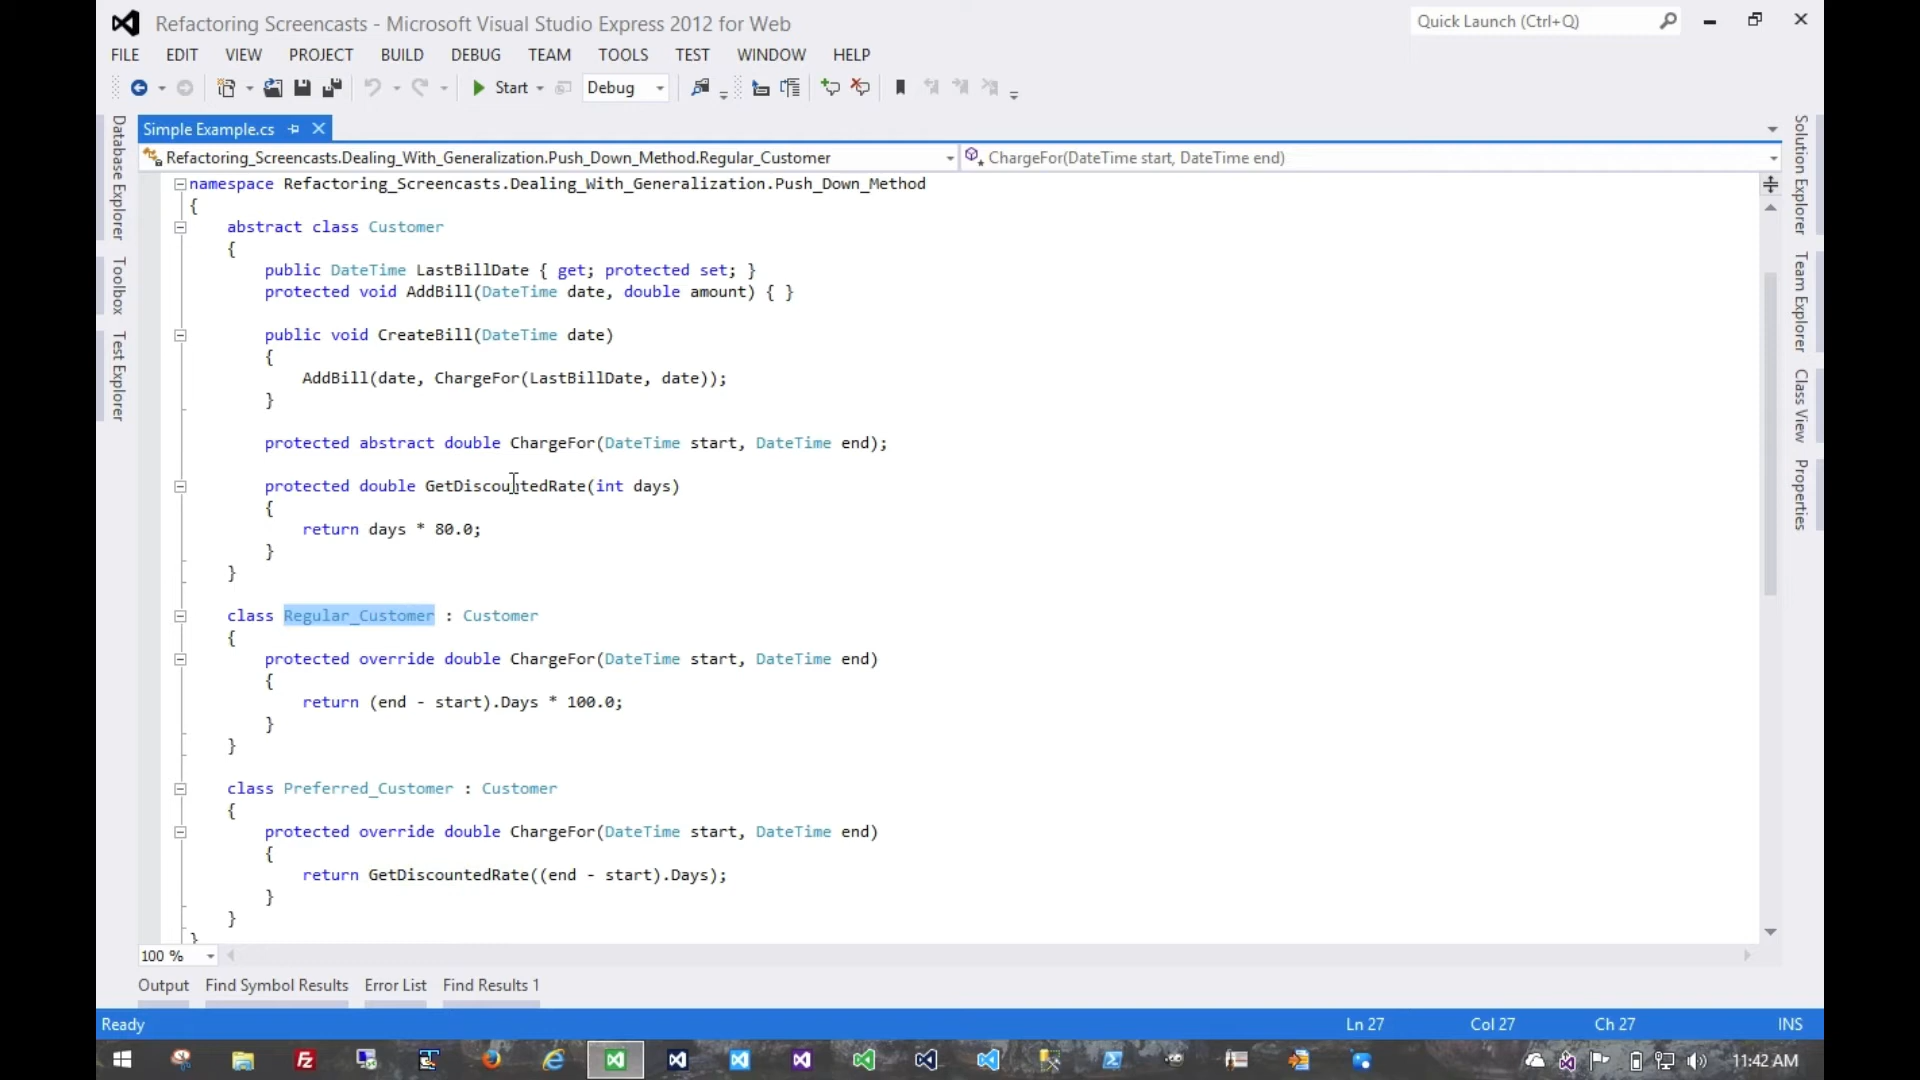 Refactoring Screencasts - Microsoft Visual Studio Express 2012 for Web
Quick Launch (Ctrl+Q)
FILE EDIT VIEW PROJECT BUILD DEBUG TEAM TOOLS TEST WINDOW HELP
Start Debug
Simple Example.cs
Refactoring_Screencasts.Dealing_With_Generalization.Push_Down_Method.Regular_Customer
ChargeFor(DateTime start, DateTime end)
Database Explorer
Toolbox
Test Explorer
namespace Refactoring_Screencasts.Dealing_With_Generalization.Push_Down_Method
{
abstract class Customer
{
public DateTime LastBillDate { get; protected set; }
protected void AddBill(DateTime date, double amount) { }
public void CreateBill(DateTime date)
{
AddBill(date, ChargeFor(LastBillDate, date));
}
protected abstract double ChargeFor(DateTime start, DateTime end);
protected double GetDiscountedRate(int days)
{
return days * 80.0;
}
}
class Regular_Customer : Customer
{
protected override double ChargeFor(DateTime start, DateTime end)
{
return (end - start).Days * 100.0;
}
}
class Preferred_Customer : Customer
{
protected override double ChargeFor(DateTime start, DateTime end)
{
return GetDiscountedRate((end - start).Days);
}
}
}
Solution Explorer
Team Explorer
Class View
Properties
100 %
Output Find Symbol Results Error List Find Results 1
Ready Ln 27 Col 27 Ch 27 INS
11:42 AM